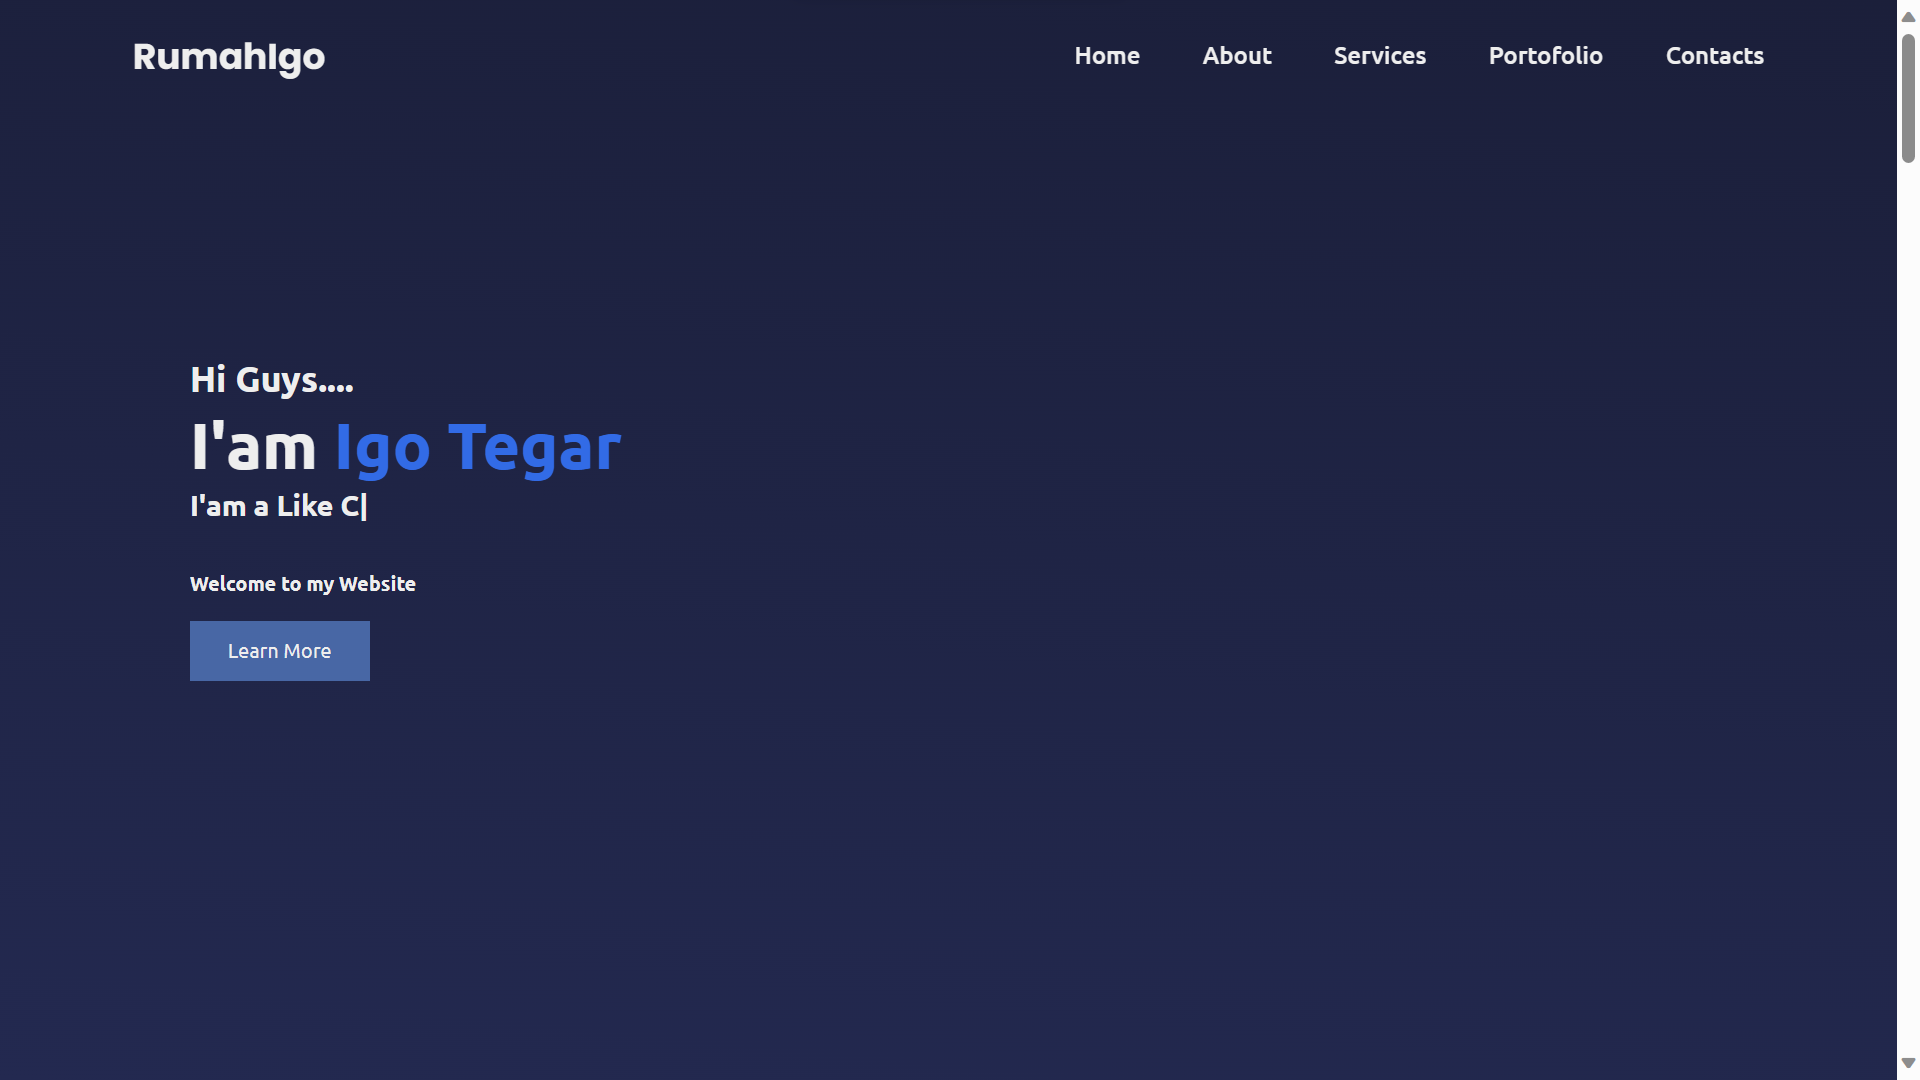 RumahIgo
Home About Services Portofolio Contacts
Hi Guys....
I'am Igo Tegar
I'am a Like C|
Welcome to my Website
Learn More